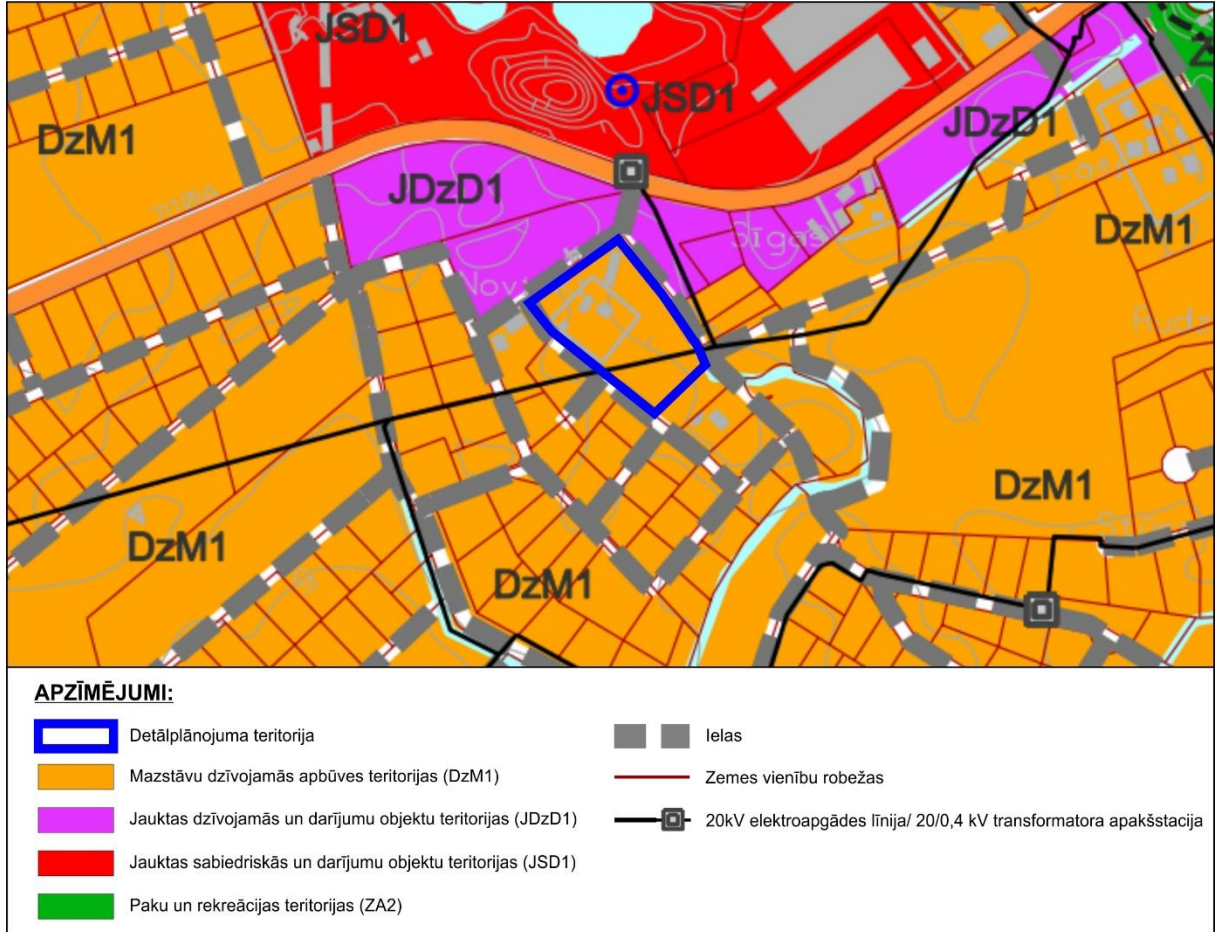 JSD1
JSD1
DzM1
JDzD1
JDzD1
DzM1
Sīgas
Novi
DzM1
DzM1
DzM1
APZĪMĒJUMI:
Detālplānojuma teritorija
Mazstāvu dzīvojamās apbūves teritorijas (DzM1)
Jauktas dzīvojamās un darījumu objektu teritorijas (JDzD1)
Jauktas sabiedriskās un darījumu objektu teritorijas (JSD1)
Paku un rekreācijas teritorijas (ZA2)
Ielas
Zemes vienību robežas
20kV elektroapgādes līnija/ 20/0,4 kV transformatora apakšstacija